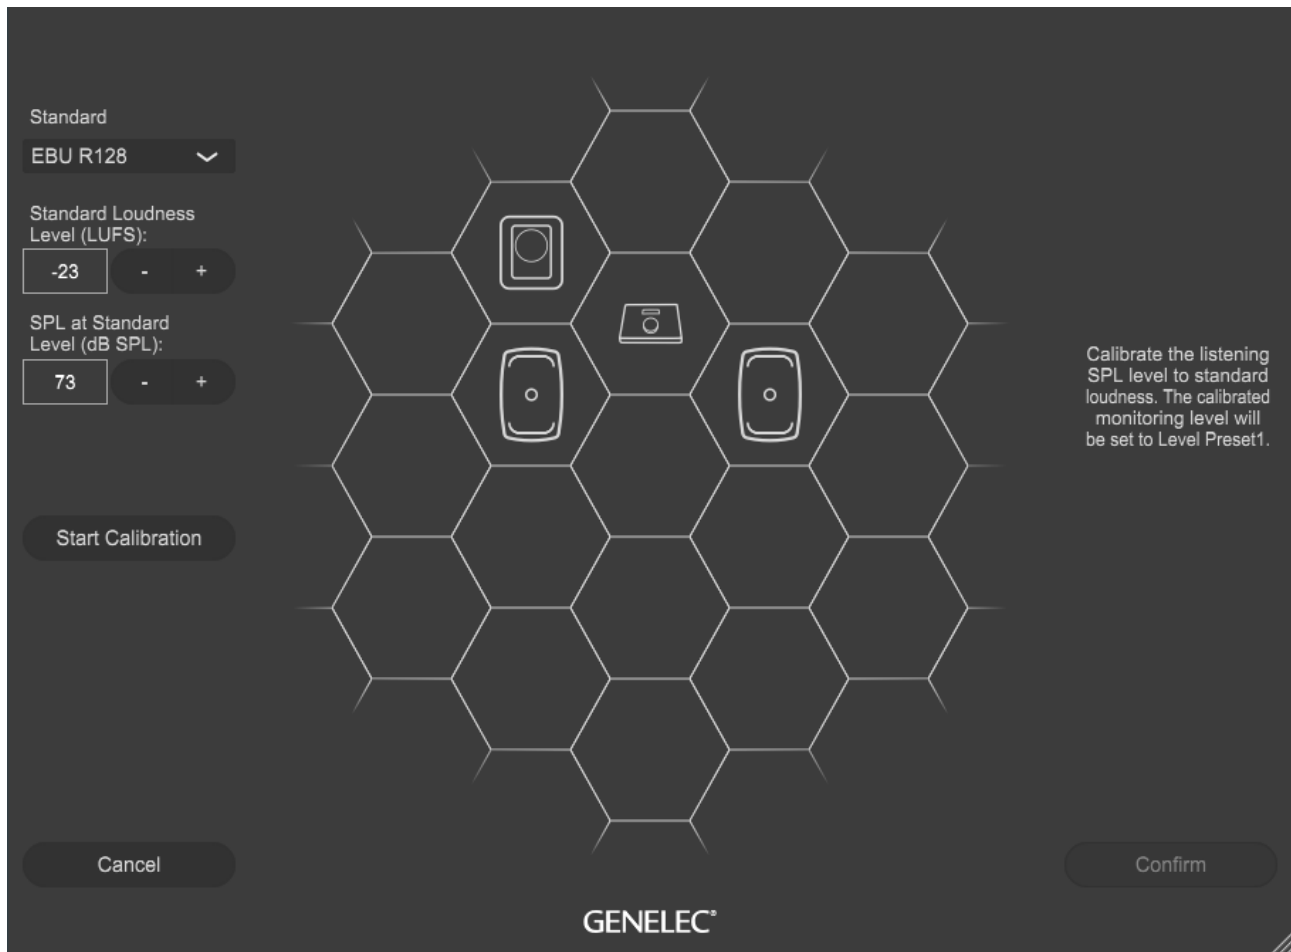 Standard
EBU R128
Standard Loudness
Level (LUFS):
-23 - +
SPL at Standard
Level (dB SPL):
73 - +
Start Calibration
Cancel
Calibrate the listening
SPL level to standard
loudness. The calibrated
monitoring level will
be set to Level Preset1.
Confirm
GENELEC®